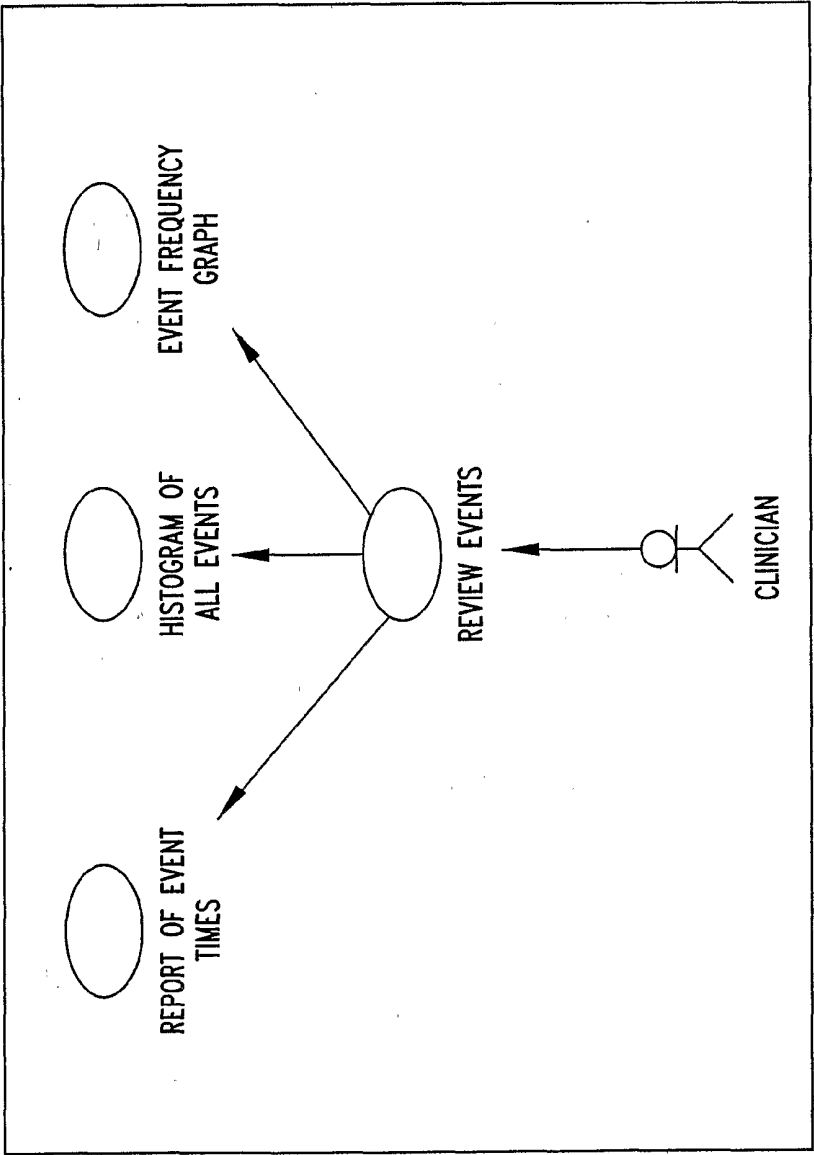 REPORT OF EVENT
TIMES
HISTOGRAM OF
ALL EVENTS
EVENT FREQUENCY
GRAPH
REVIEW EVENTS
CLINICIAN